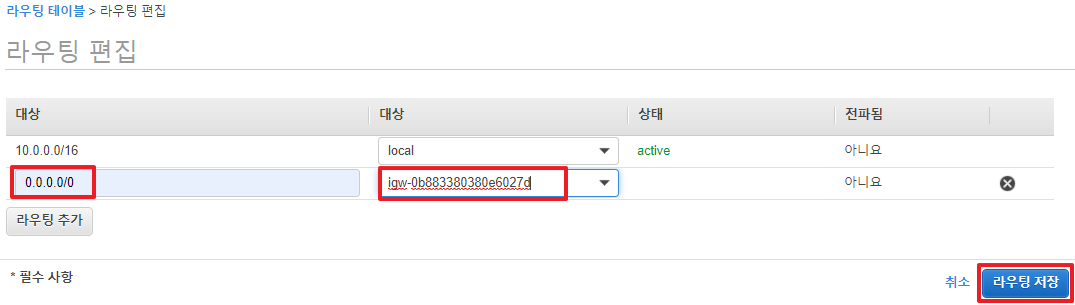 라우팅 테이블 > 라우팅 편집
라우팅 편집
대상 대상 상태 전파됨
10.0.0.0/16 local active 아니요
0.0.0.0/0 igw-0b883380380e6027d 아니요
라우팅 추가
* 필수 사항 취소 라우팅 저장